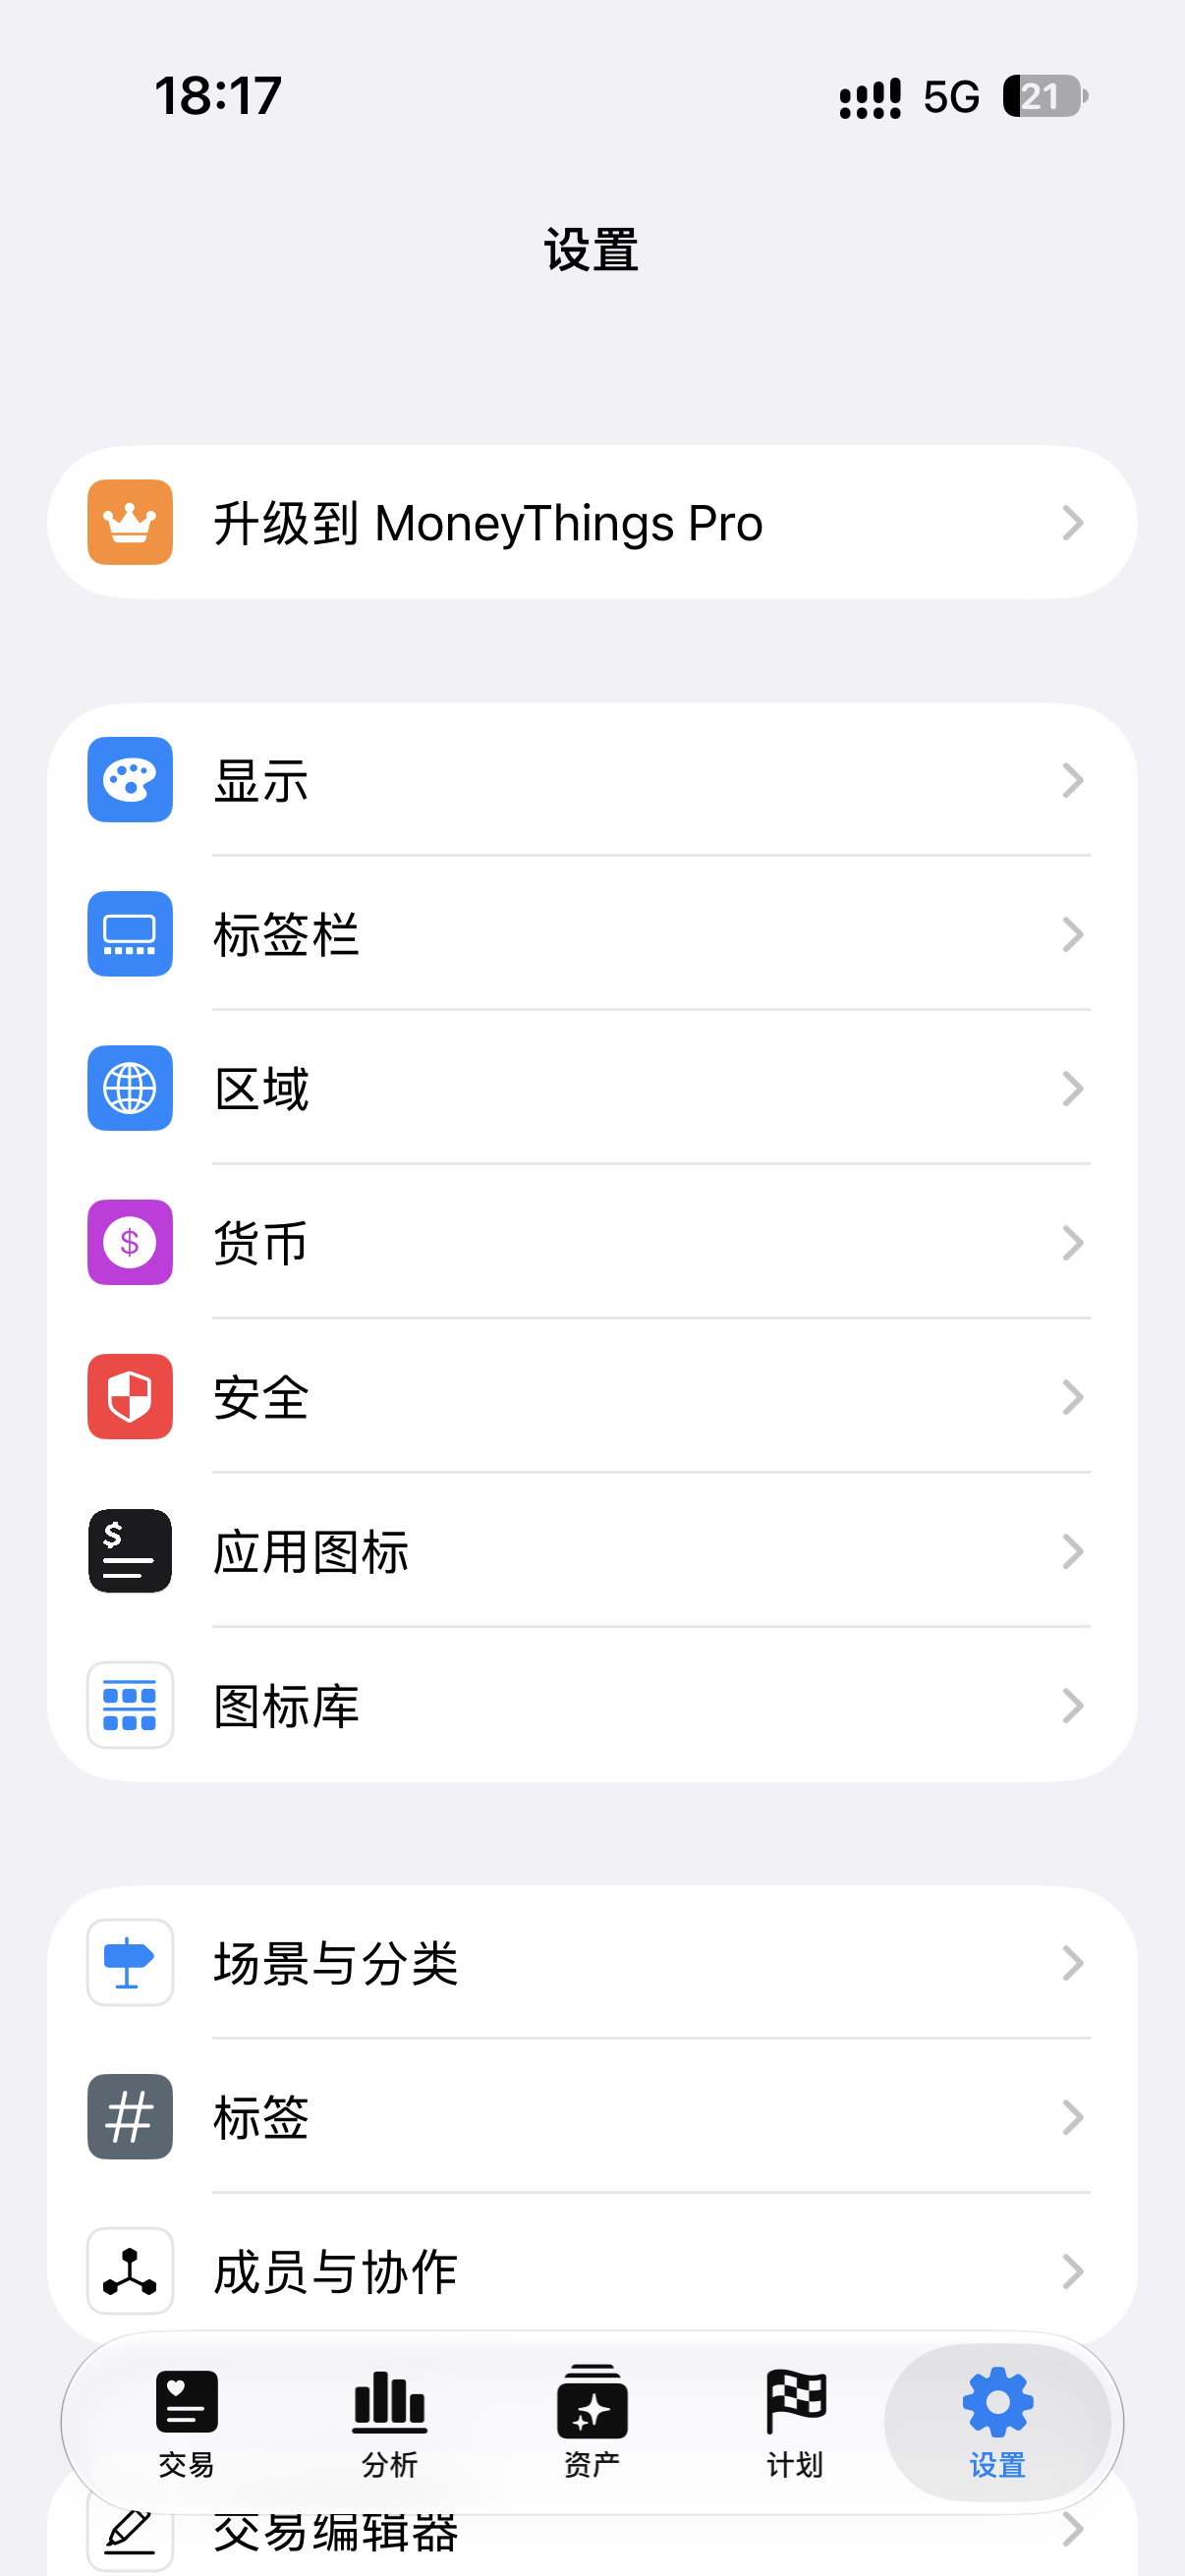 18:17
5G
21
设置
升级到 MoneyThings Pro
显示
标签栏
区域
货币
安全
应用图标
图标库
场景与分类
标签
成员与协作
交易
分析
资产
计划
设置
交易编辑器